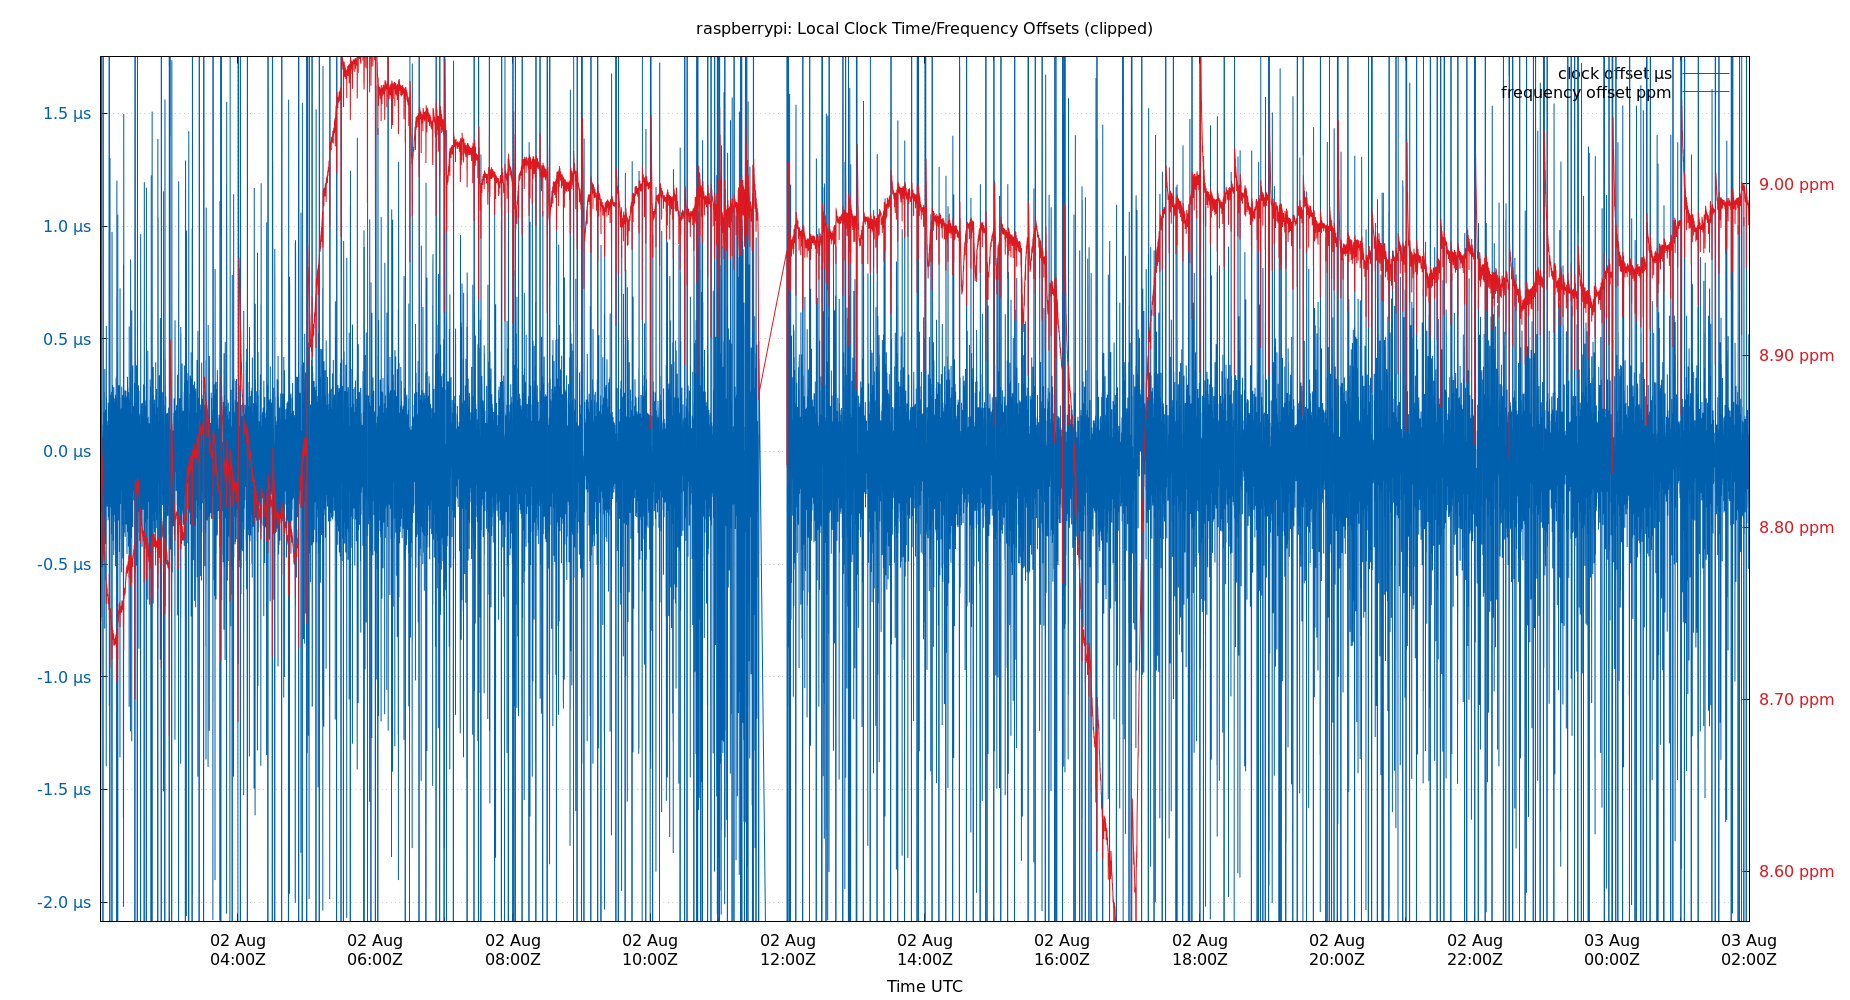 raspberrypi: Local Clock Time/Frequency Offsets (clipped)
clock offset µs
frequency offset ppm
1.5 µs
1.0 µs
0.5 µs
0.0 µs
-0.5 µs
-1.0 µs
-1.5 µs
-2.0 µs
9.00 ppm
8.90 ppm
8.80 ppm
8.70 ppm
8.60 ppm
02 Aug 02 Aug 02 Aug 02 Aug 02 Aug 02 Aug 02 Aug 02 Aug 02 Aug 02 Aug 03 Aug 03 Aug
04:00Z 06:00Z 08:00Z 10:00Z 12:00Z 14:00Z 16:00Z 18:00Z 20:00Z 22:00Z 00:00Z 02:00Z
Time UTC